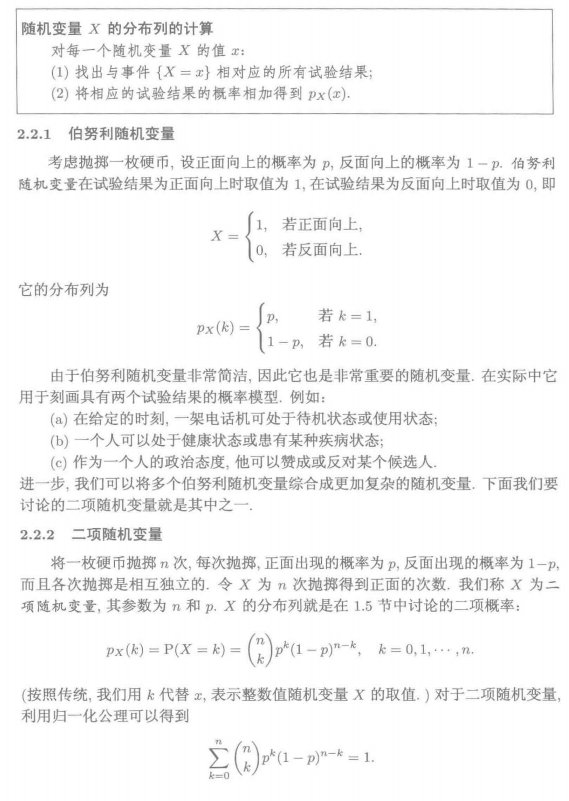 随机变量 X 的分布列的计算
对每一个随机变量 X 的值 x:
(1) 找出与事件 {X = x} 相对应的所有试验结果;
(2) 将相应的试验结果的概率相加得到 pX(x).
2.2.1 伯努利随机变量
考虑抛掷一枚硬币, 设正面向上的概率为 p, 反面向上的概率为 1 − p. 伯努利
随机变量在试验结果为正面向上时取值为 1, 在试验结果为反面向上时取值为 0, 即
X = { 1, 若正面向上,
0, 若反面向上.
它的分布列为
pX(k) = { p, 若 k = 1,
1 − p, 若 k = 0.
由于伯努利随机变量非常简洁, 因此它也是非常重要的随机变量. 在实际中它
用于刻画具有两个试验结果的概率模型. 例如:
(a) 在给定的时刻, 一架电话机可处于待机状态或使用状态;
(b) 一个人可以处于健康状态或患有某种疾病状态;
(c) 作为一个人的政治态度, 他可以赞成或反对某个候选人.
进一步, 我们可以将多个伯努利随机变量综合成更加复杂的随机变量. 下面我们要
讨论的二项随机变量就是其中之一.
2.2.2 二项随机变量
将一枚硬币抛掷 n 次, 每次抛掷, 正面出现的概率为 p, 反面出现的概率为 1−p,
而且各次抛掷是相互独立的. 令 X 为 n 次抛掷得到正面的次数. 我们称 X 为二
项随机变量, 其参数为 n 和 p. X 的分布列就是在 1.5 节中讨论的二项概率:
pX(k) = P(X = k) = (n k) p^k (1 − p)^{n−k}, k = 0, 1, ⋯ , n.
(按照传统, 我们用 k 代替 x, 表示整数值随机变量 X 的取值. ) 对于二项随机变量,
利用归一化公理可以得到
∑_{k=0}^{n} (n k) p^k (1 − p)^{n−k} = 1.